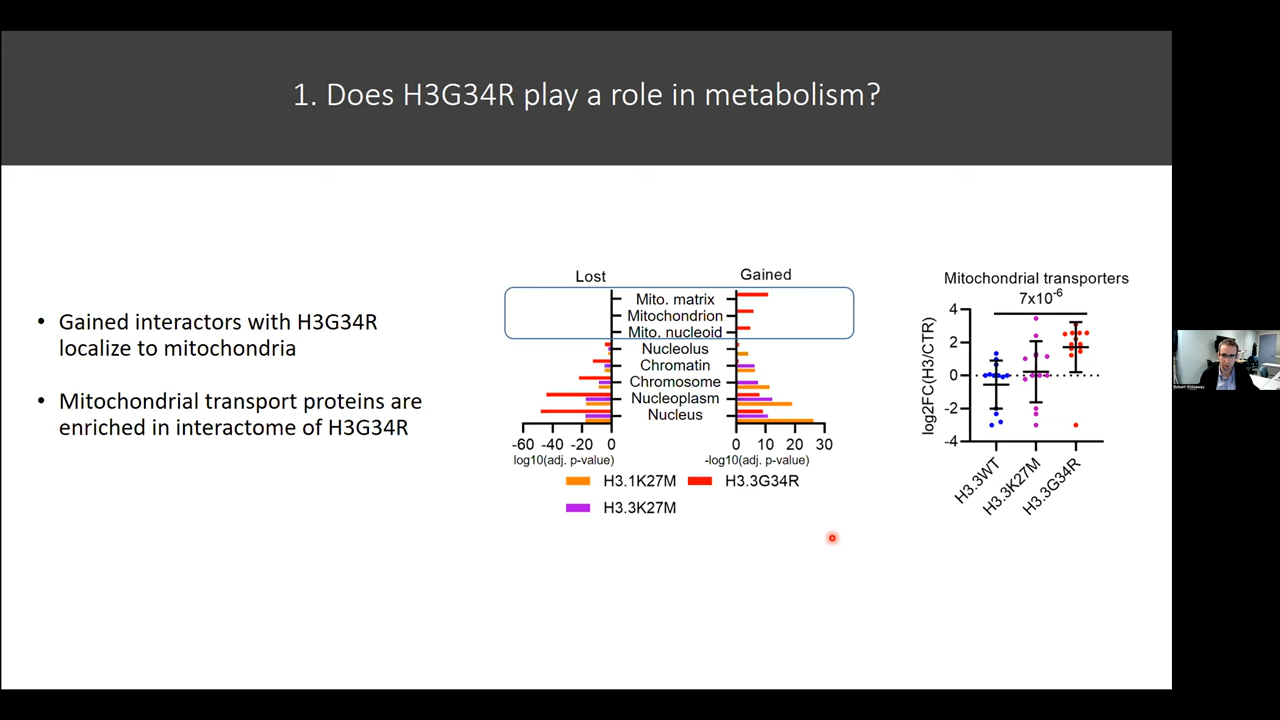 1. Does H3G34R play a role in metabolism?
• Gained interactors with H3G34R
localize to mitochondria
• Mitochondrial transport proteins are
enriched in interactome of H3G34R
Lost
Gained
Mito. matrix
Mitochondrion
Mito. nucleoid
Nucleolus
Chromatin
Chromosome
Nucleoplasm
Nucleus
-60 -40 -20 0
0 10 20 30
log10(adj. p-value)
-log10(adj. p-value)
H3.1K27M
H3.3G34R
H3.3K27M
Mitochondrial transporters
7x10-6
log2FC(H3/CTR)
4
2
0
-2
-4
H3.3WT
H3.3K27M
H3.3G34R
Robert Siddaway